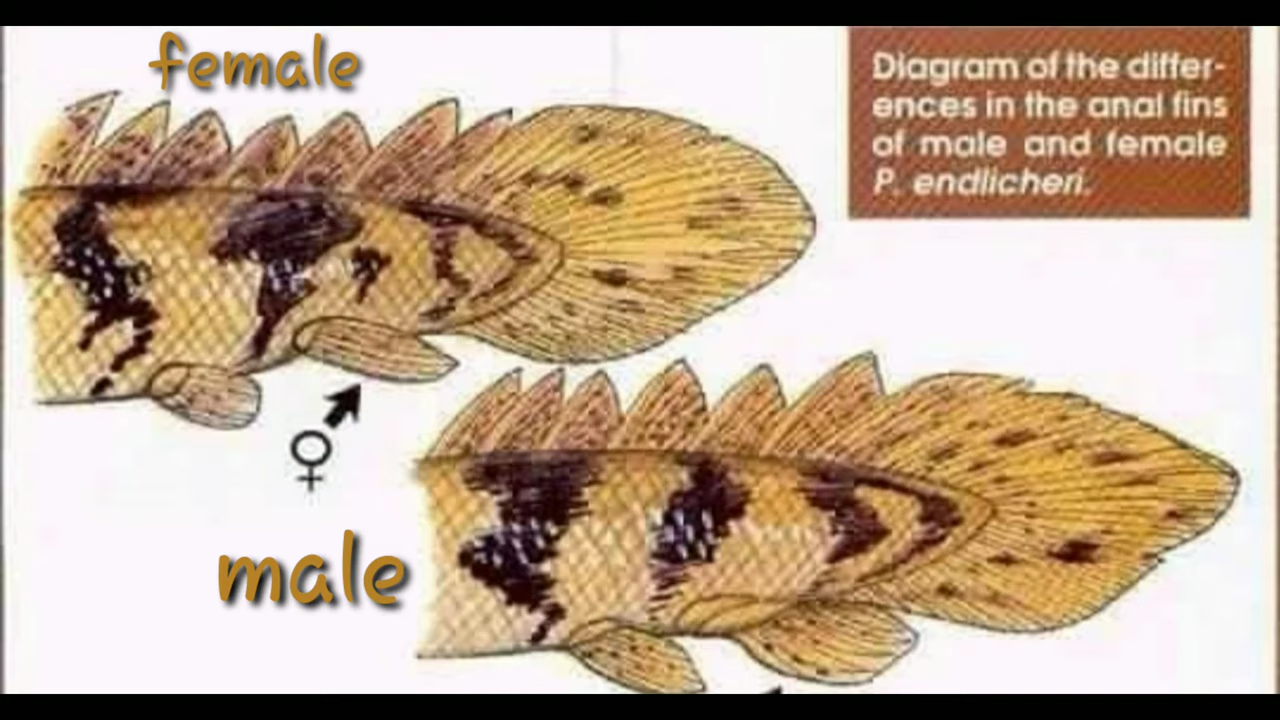 female
Diagram of the differ-
ences in the anal fins
of male and female
P. endlicheri.
♀
male